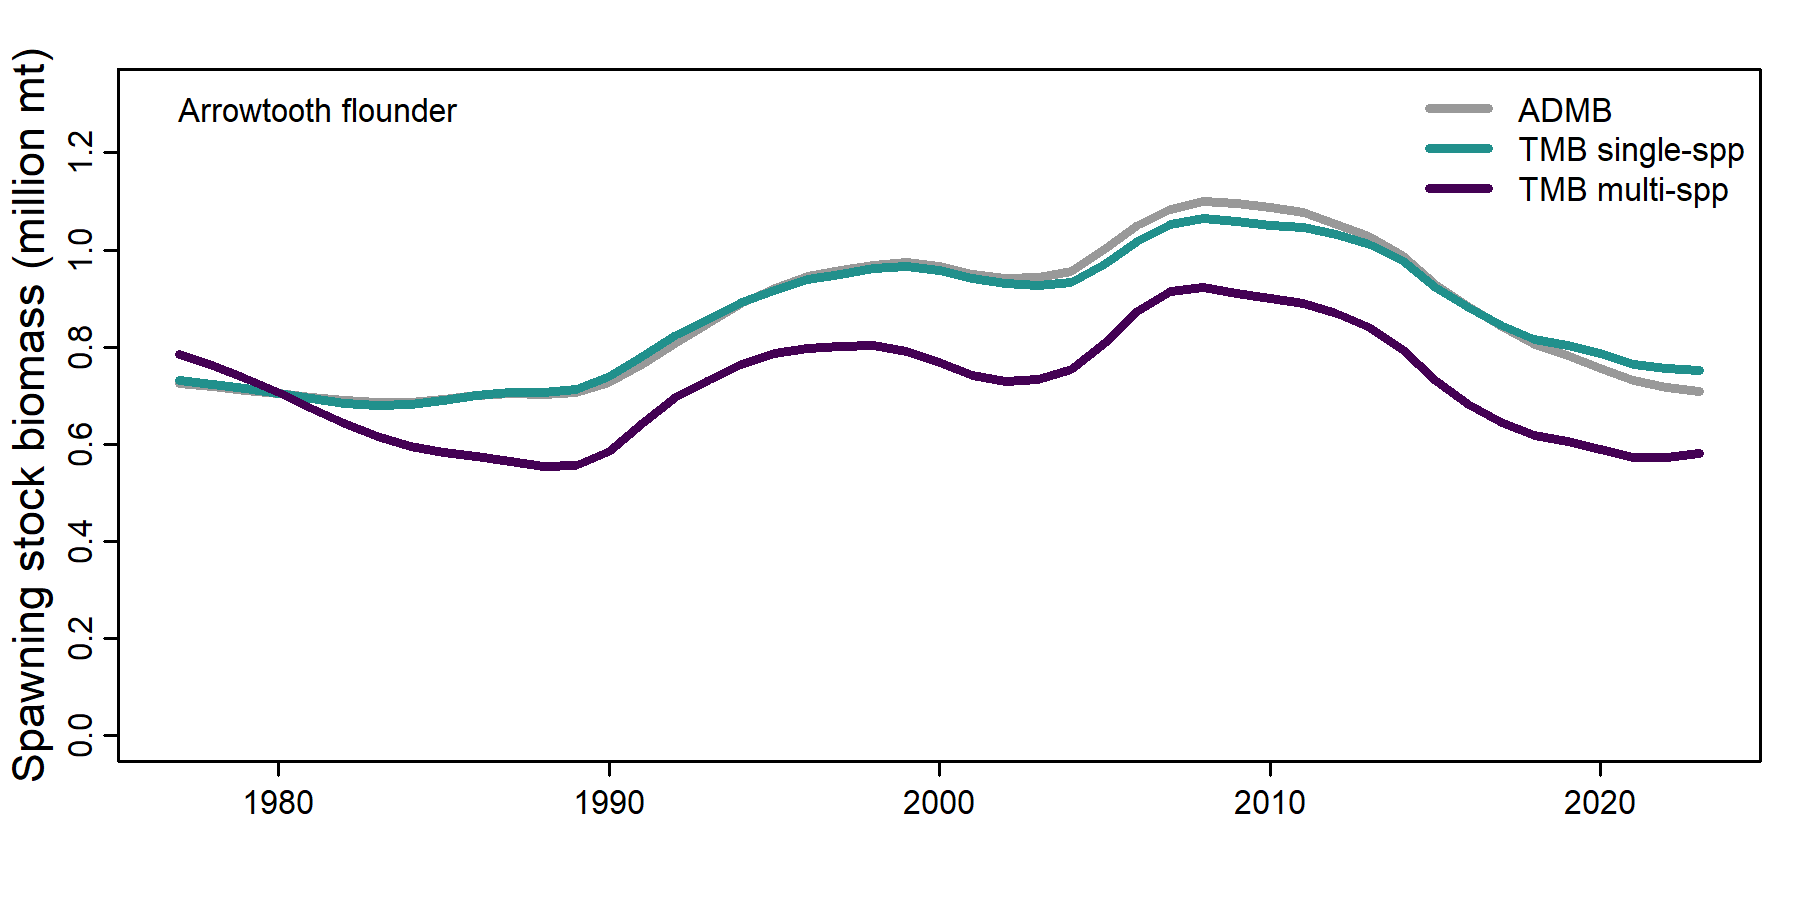 Arrowtooth flounder
ADMB
TMB single-spp
TMB multi-spp
Spawning stock biomass (million mt)
1.2
1.0
0.8
0.6
0.4
0.2
0.0
1980 1990 2000 2010 2020